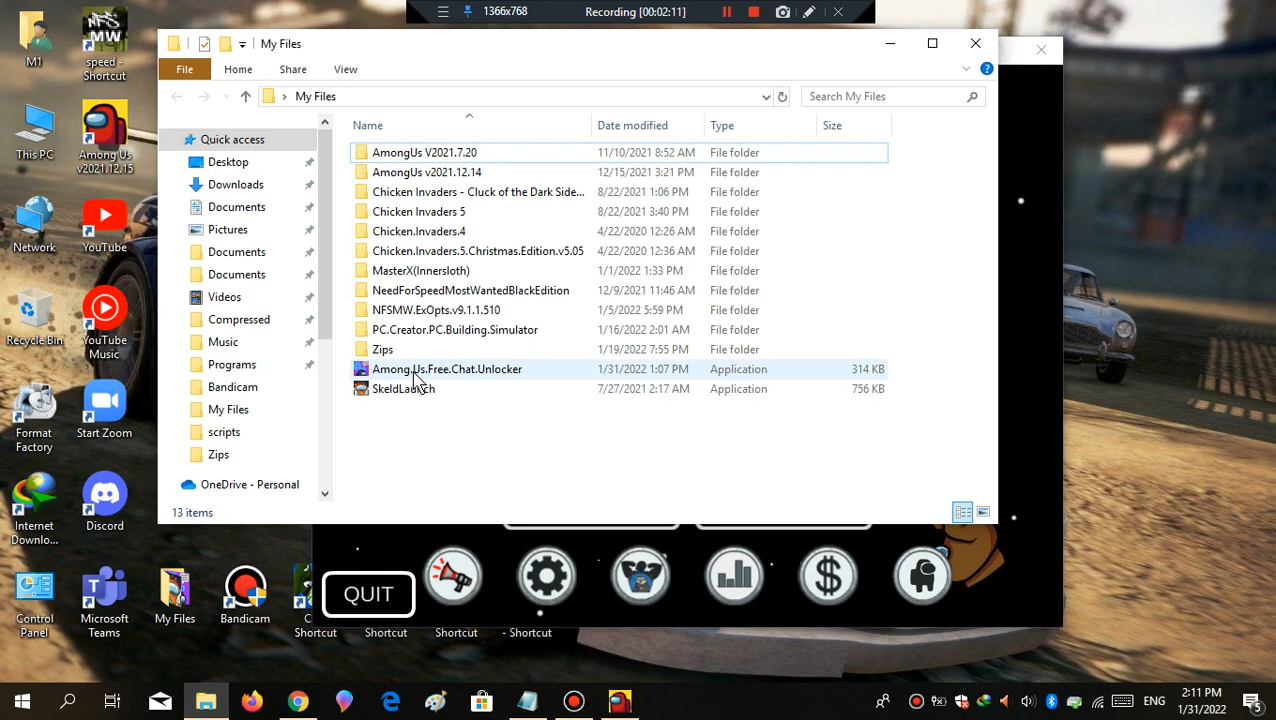 1366x768
Recording [00:02:11]
My Files
File
Home
Share
View
My Files
Search My Files
Name
Date modified
Type
Size
AmongUs V2021.7.20
11/10/2021 8:52 AM
File folder
AmongUs v2021.12.14
12/15/2021 3:21 PM
File folder
Chicken Invaders - Cluck of the Dark Side...
8/22/2021 1:06 PM
File folder
Chicken Invaders 5
8/22/2021 3:40 PM
File folder
Chicken.Invaders.4
4/22/2020 12:26 AM
File folder
Chicken.Invaders.5.Christmas.Edition.v5.05
4/22/2020 12:36 AM
File folder
MasterX(Innersloth)
1/1/2022 1:33 PM
File folder
NeedForSpeedMostWantedBlackEdition
12/9/2021 11:46 AM
File folder
NFSMW.ExOpts.v9.1.1.510
1/5/2022 5:59 PM
File folder
PC.Creator.PC.Building.Simulator
1/16/2022 2:01 AM
File folder
Zips
1/19/2022 7:55 PM
File folder
Among.Us.Free.Chat.Unlocker
1/31/2022 1:07 PM
Application
314 KB
SkeldLaunch
7/27/2021 2:17 AM
Application
756 KB
Quick access
Desktop
Downloads
Documents
Pictures
Documents
Documents
Videos
Compressed
Music
Programs
Bandicam
My Files
scripts
Zips
OneDrive - Personal
13 items
M1
NFS
MW
speed -
Shortcut
This PC
Among Us
v2021.12.15
Network
YouTube
Recycle Bin
YouTube
Music
Format
Factory
Start Zoom
Internet
Downlo...
Discord
Control
Panel
Microsoft
Teams
My Files
Bandicam
Shortcut
Shortcut
Shortcut
- Shortcut
QUIT
ENG
2:11 PM
1/31/2022
5